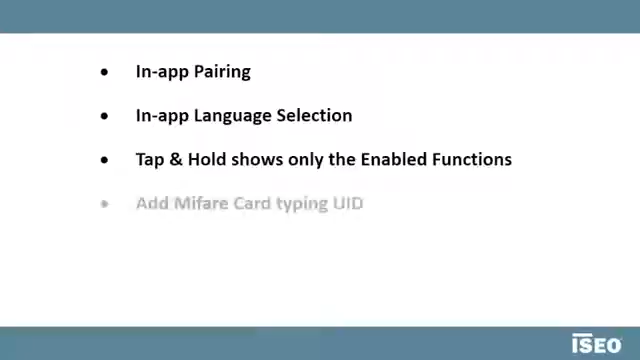 • In-app Pairing
• In-app Language Selection
• Tap & Hold shows only the Enabled Functions
• Add Mifare Card typing UID
ISEO